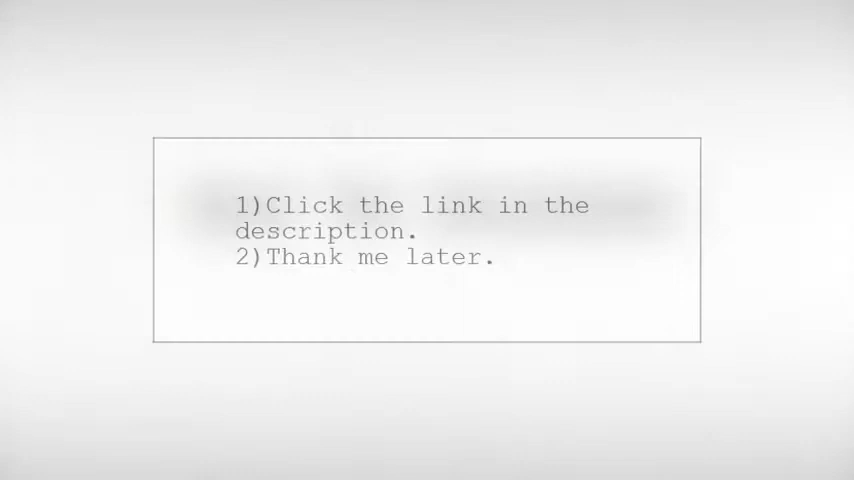 1)Click the link in the
description.
2)Thank me later.